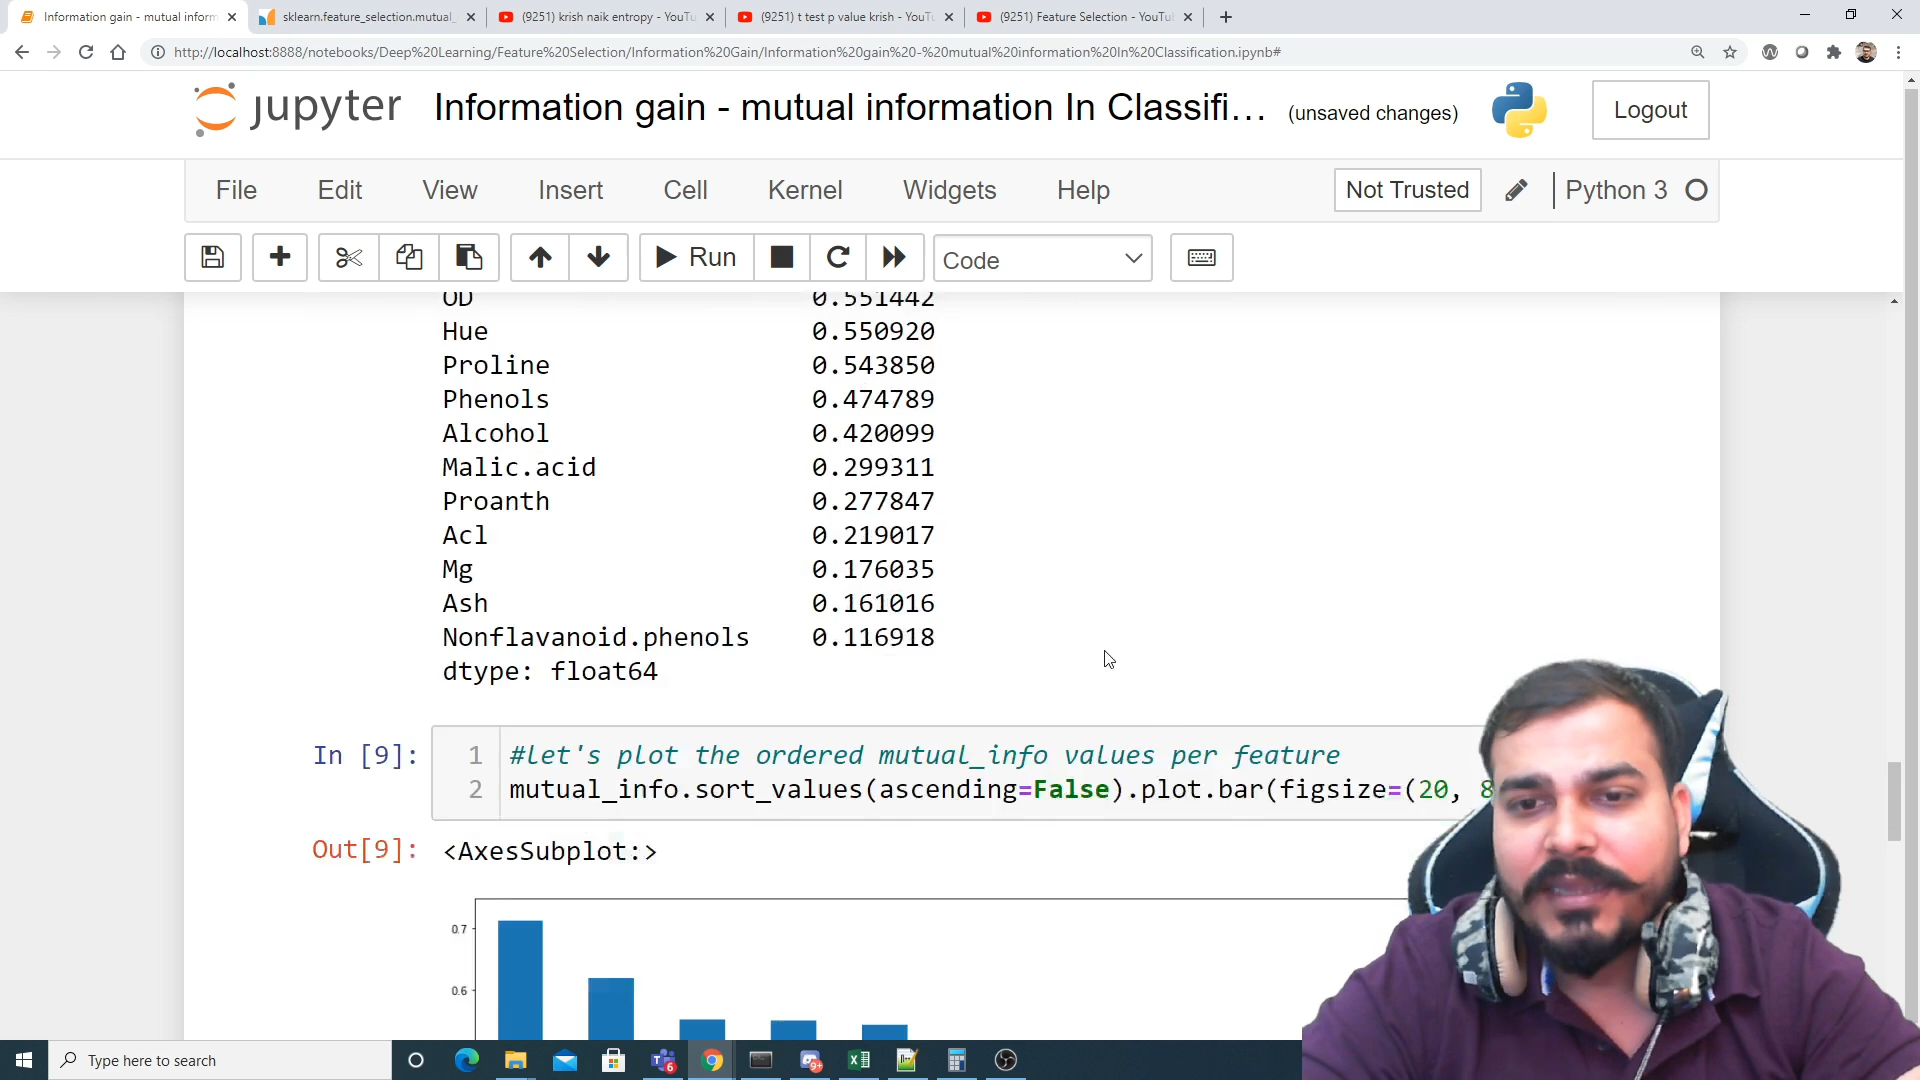 Information gain - mutual inform
sklearn.feature_selection.mutual_
(9251) krish naik entropy - YouTu
(9251) t test p value krish - YouTu
(9251) Feature Selection - YouTu
http://localhost:8888/notebooks/Deep%20Learning/Feature%20Selection/Information%20Gain/Information%20gain%20-%20mutual%20information%20In%20Classification.ipynb#
jupyter Information gain - mutual information In Classifi... (unsaved changes) Logout
File Edit View Insert Cell Kernel Widgets Help Not Trusted Python 3
Run Code
OD 0.551442
Hue 0.550920
Proline 0.543850
Phenols 0.474789
Alcohol 0.420099
Malic.acid 0.299311
Proanth 0.277847
Acl 0.219017
Mg 0.176035
Ash 0.161016
Nonflavanoid.phenols 0.116918
dtype: float64
In [9]: 1 #let's plot the ordered mutual_info values per feature
2 mutual_info.sort_values(ascending=False).plot.bar(figsize=(20, 8
Out[9]: <AxesSubplot:>
0.7
0.6
Type here to search
6
9+